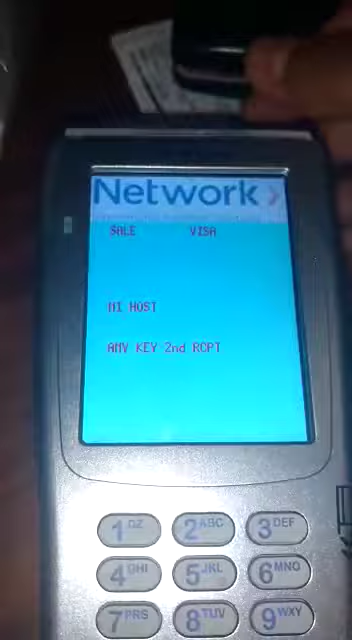 Network >
SALE VISA
NI HOST
ANY KEY 2nd RCPT
1 QZ 2 ABC 3 DEF
4 GHI 5 JKL 6 MNO
7 PRS 8 TUV 9 WXY